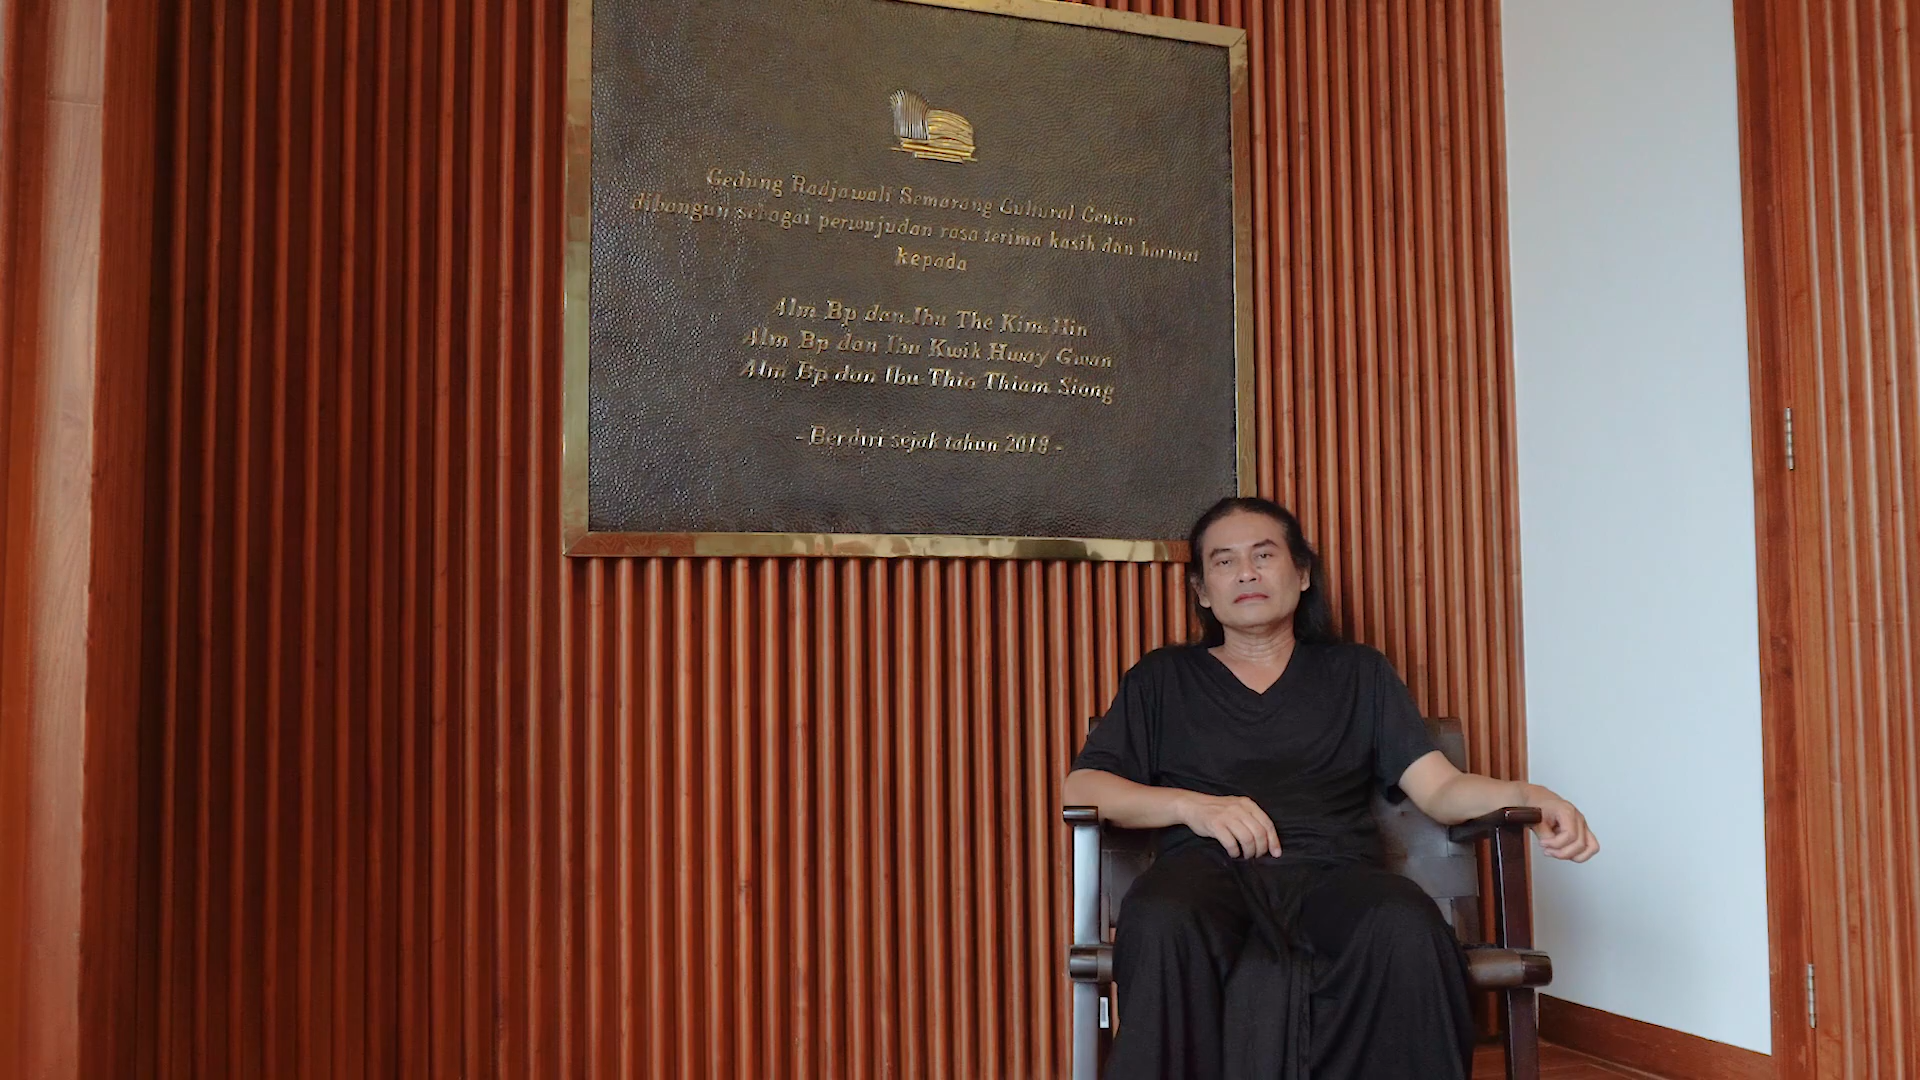 Gedung Radjawali Semarang Cultural Center
dibangun sebagai perwujudan rasa terima kasih dan hormat
kepada
Alm Bp dan Ibu The Kim Hin
Alm Bp dan Ibu Kwik Hway Gwan
Alm Bp dan Ibu Thio Thiam Siong
- Berdiri sejak tahun 2018 -